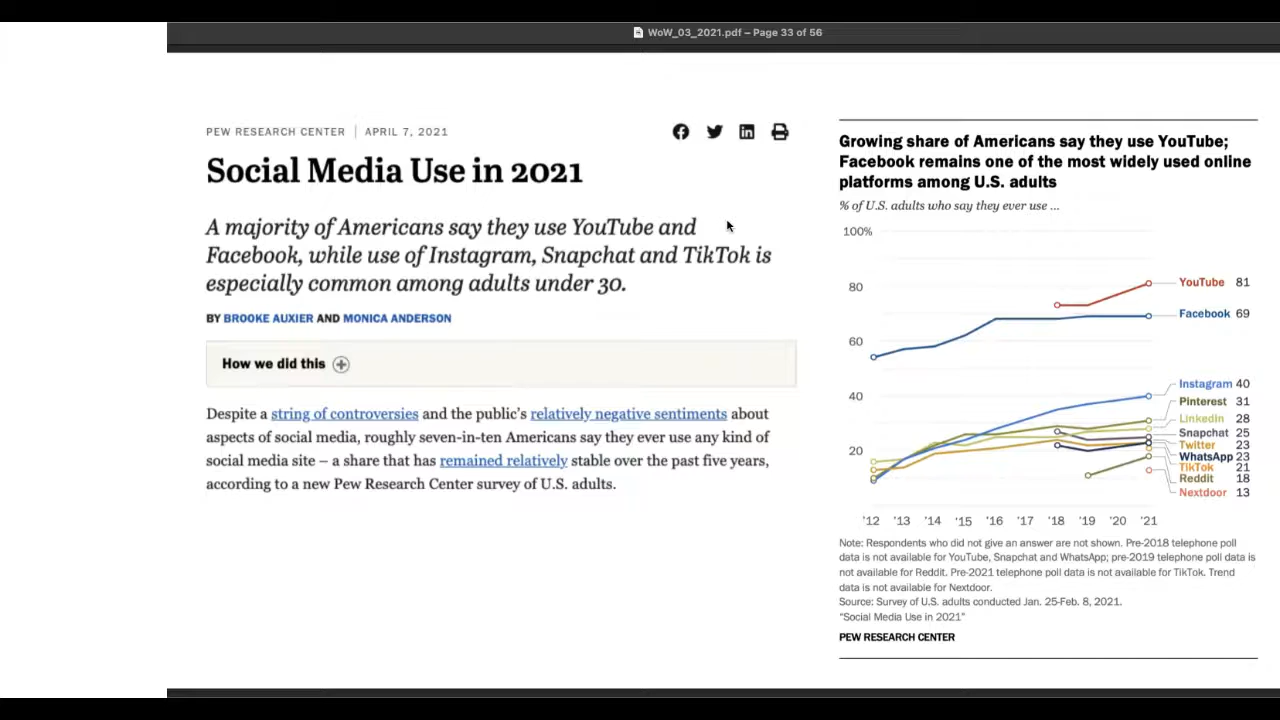 WoW_03_2021.pdf – Page 33 of 56
PEW RESEARCH CENTER | APRIL 7, 2021
Social Media Use in 2021
A majority of Americans say they use YouTube and
Facebook, while use of Instagram, Snapchat and TikTok is
especially common among adults under 30.
BY BROOKE AUXIER AND MONICA ANDERSON
How we did this
Despite a string of controversies and the public's relatively negative sentiments about
aspects of social media, roughly seven-in-ten Americans say they ever use any kind of
social media site – a share that has remained relatively stable over the past five years,
according to a new Pew Research Center survey of U.S. adults.
Growing share of Americans say they use YouTube;
Facebook remains one of the most widely used online
platforms among U.S. adults
% of U.S. adults who say they ever use ...
100%
80
60
40
20
YouTube 81
Facebook 69
Instagram 40
Pinterest 31
LinkedIn 28
Snapchat 25
Twitter 23
WhatsApp 23
TikTok 21
Reddit 18
Nextdoor 13
'12 '13 '14 '15 '16 '17 '18 '19 '20 '21
Note: Respondents who did not give an answer are not shown. Pre-2018 telephone poll
data is not available for YouTube, Snapchat and WhatsApp; pre-2019 telephone poll data is
not available for Reddit. Pre-2021 telephone poll data is not available for TikTok. Trend
data is not available for Nextdoor.
Source: Survey of U.S. adults conducted Jan. 25-Feb. 8, 2021.
"Social Media Use in 2021"
PEW RESEARCH CENTER